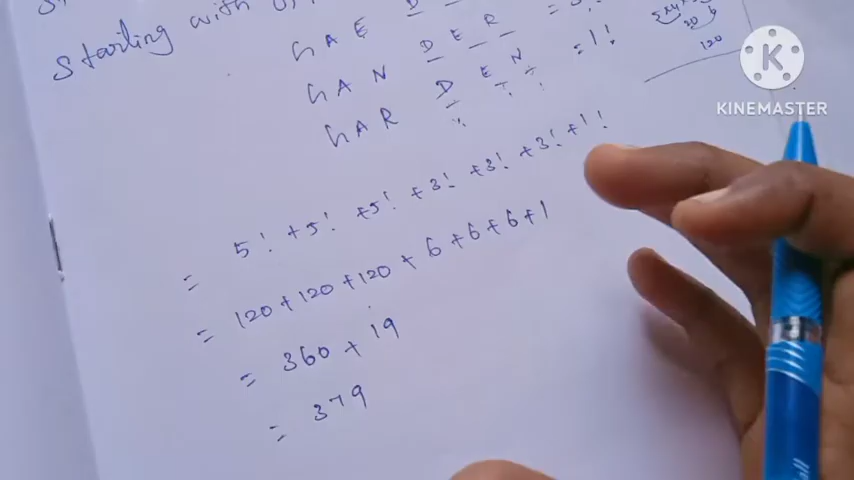 Starting with
G A E D
G A N D E R
G A R D E N = 1!
120
= 5! + 5! + 5! + 3! + 3! + 3! + 1!
= 120 + 120 + 120 + 6 + 6 + 6 + 1
= 360 + 19
= 379
KINEMASTER